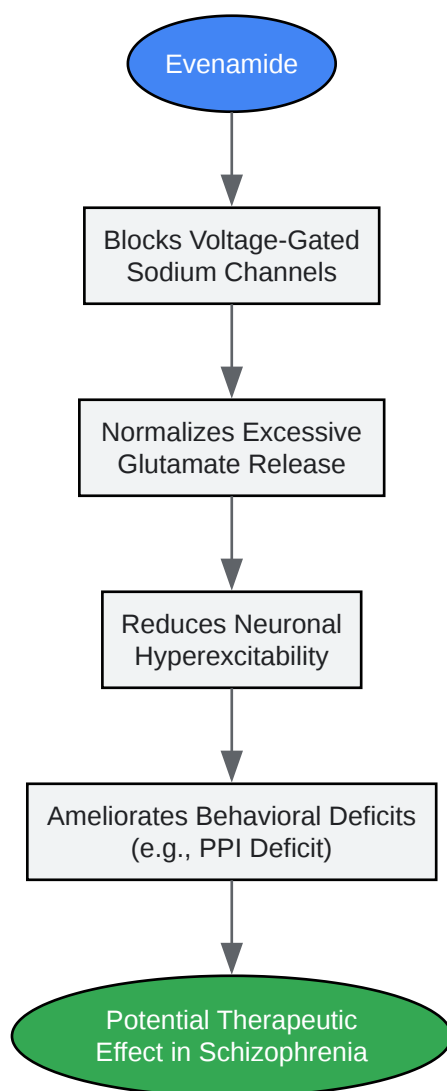 Evenamide
Blocks Voltage-Gated
Sodium Channels
Normalizes Excessive
Glutamate Release
Reduces Neuronal
Hyperexcitability
Ameliorates Behavioral Deficits
(e.g., PPI Deficit)
Potential Therapeutic
Effect in Schizophrenia